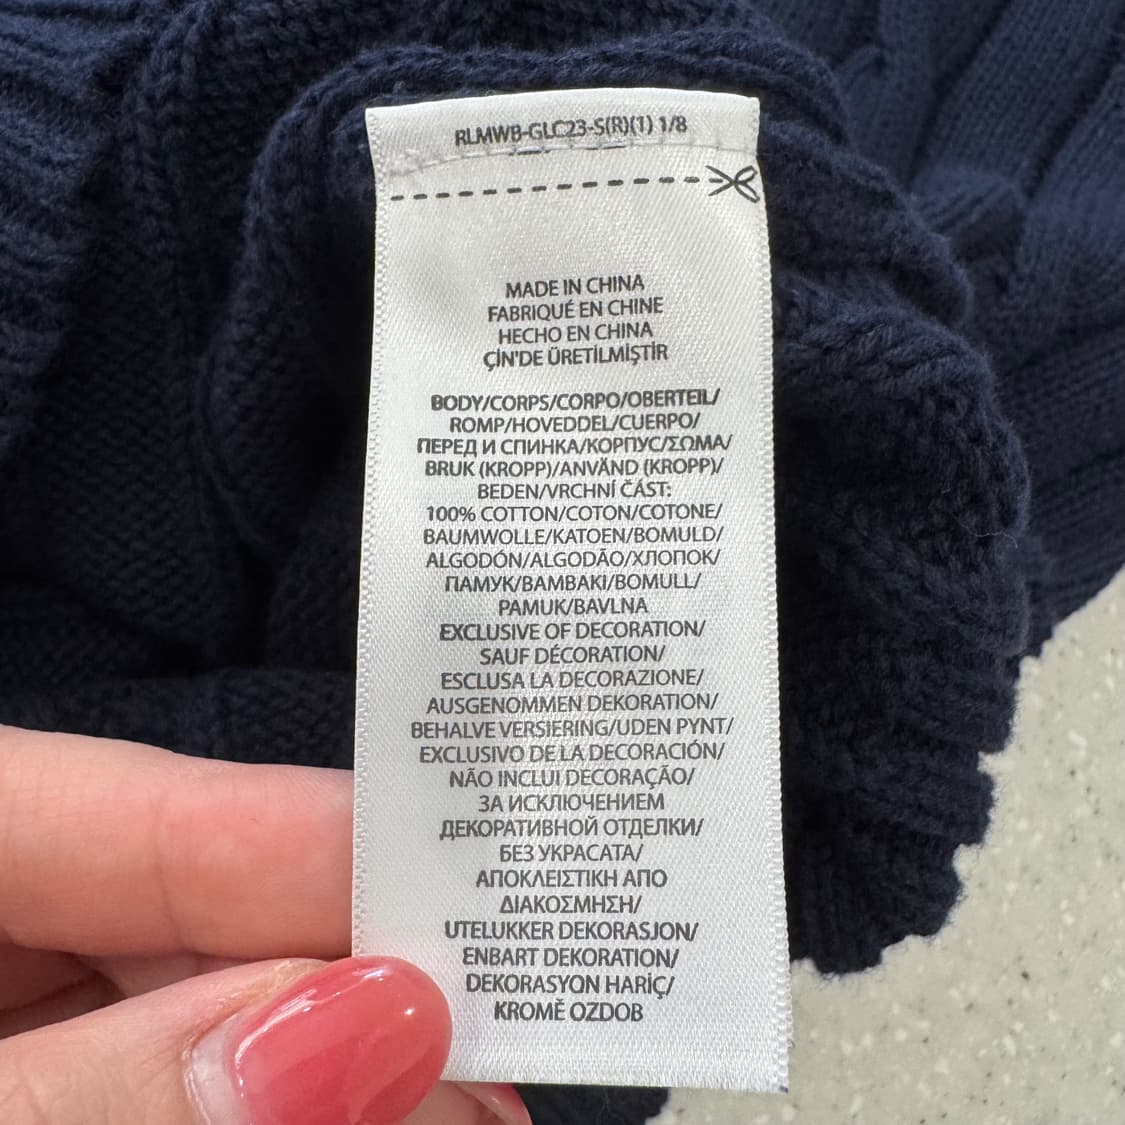 RLMWB-GLC23-S(R)(1) 1/8
MADE IN CHINA
FABRIQUÉ EN CHINE
HECHO EN CHINA
ÇİN'DE ÜRETİLMİŞTİR
BODY/CORPS/CORPO/OBERTEIL/
ROMP/HOVEDDEL/CUERPO/
ПЕРЕД И СПИНКА/КОРПУС/ΣΩΜΑ/
BRUK (KROPP)/ANVÄND (KROPP)/
BEDEN/VRCHNÍ ČÁST:
100% COTTON/COTON/COTONE/
BAUMWOLLE/KATOEN/BOMULD/
ALGODÓN/ALGODÃO/ХЛОПОК/
ПАМУК/ΒΑΜΒΑΚΙ/BOMULL/
PAMUK/BAVLNA
EXCLUSIVE OF DECORATION/
SAUF DÉCORATION/
ESCLUSA LA DECORAZIONE/
AUSGENOMMEN DEKORATION/
BEHALVE VERSIERING/UDEN PYNT/
EXCLUSIVO DE LA DECORACIÓN/
NÃO INCLUI DECORAÇÃO/
ЗА ИСКЛЮЧЕНИЕМ
ДЕКОРАТИВНОЙ ОТДЕЛКИ/
БЕЗ УКРАСАТА/
ΑΠΟΚΛΕΙΣΤΙΚΗ ΑΠΟ
ΔΙΑΚΟΣΜΗΣΗ/
UTELUKKER DEKORASJON/
ENBART DEKORATION/
DEKORASYON HARİÇ/
KROMĚ OZDOB